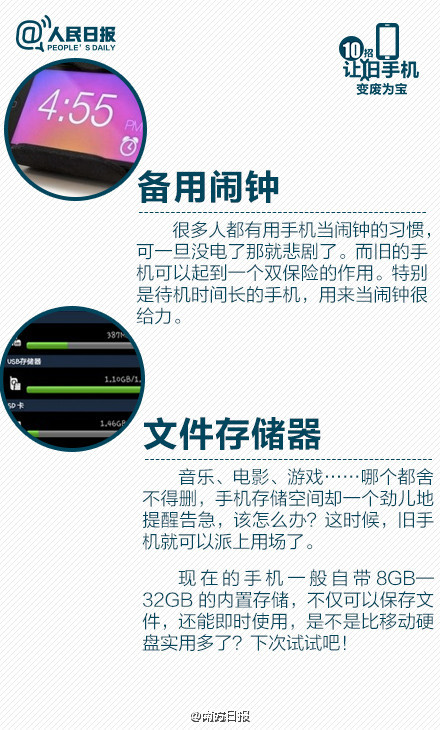 @人民日报
PEOPLE'S DAILY
10招
让旧手机
变废为宝
4:55
PM
备用闹钟
很多人都有用手机当闹钟的习惯,
可一旦没电了那就悲剧了。而旧的
手机可以起到一个双保险的作用。特别
是待机时间长的手机，用来当闹钟很
给力。
387M
USB存储器
1.10GB/1
SD 卡
1.46G
文件存储器
音乐、电影、游戏……哪个都舍
不得删，手机存储空间却一个劲儿地
提醒告急，该怎么办？这时候，旧手
机就可以派上用场了。
现在的手机一般自带8GB—
32GB 的内置存储，不仅可以保存文
件，还能即时使用，是不是比移动硬
盘实用多了？下次试试吧！
@南方日报